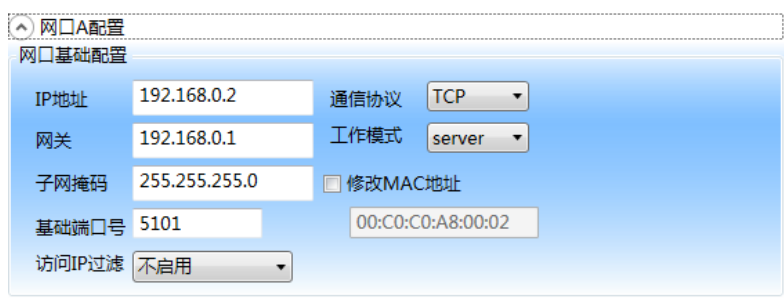 网口A配置
网口基础配置
IP地址 192.168.0.2 通信协议 TCP
网关 192.168.0.1 工作模式 server
子网掩码 255.255.255.0 修改MAC地址
基础端口号 5101 00:C0:C0:A8:00:02
访问IP过滤 不启用